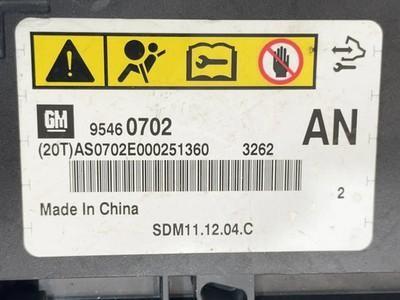 GM 9546 0702 AN
(20T)AS0702E000251360 3262
2
Made In China
SDM11.12.04.C